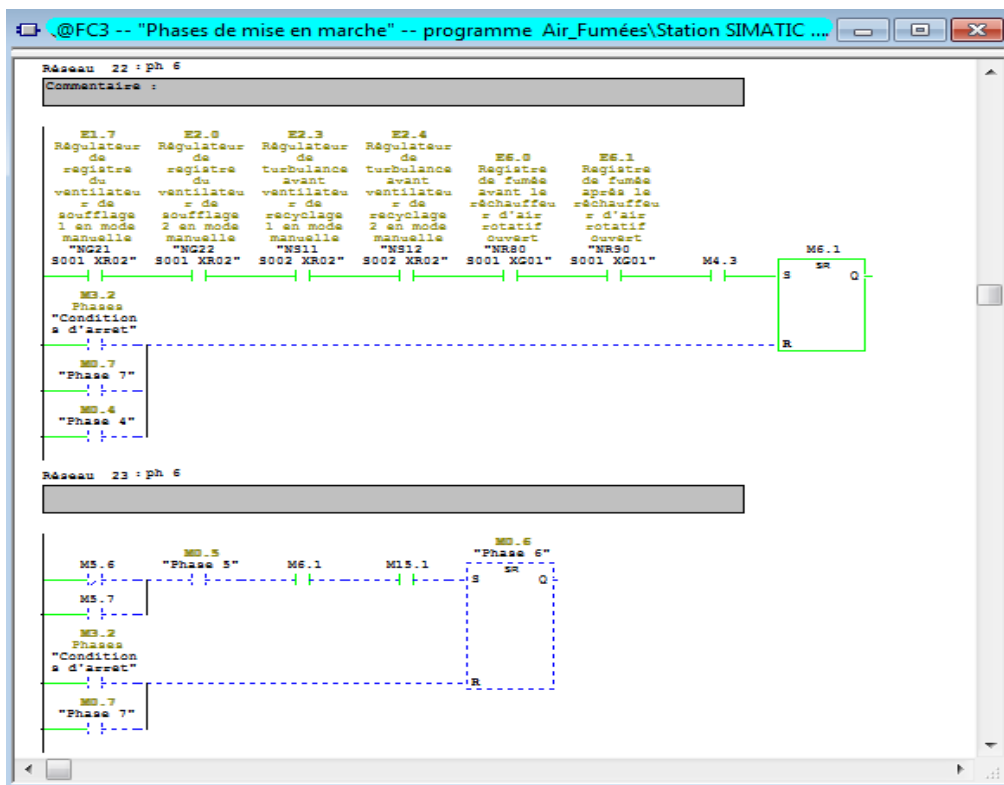 @FC3 -- "Phases de mise en marche" -- programme Air_Fumées\Station SIMATIC ....
Réseau 22 : ph 6
Commentaire :
E1.7 E2.0 E2.3 E2.4
Régulateur Régulateur Régulateur Régulateur
de de de de E6.0 E6.1
registre registre turbulance turbulance Registre Registre
du du avant avant de fumée de fumée
ventilateu ventilateu ventilateu ventilateu avant le après le
r de r de r de r de réchauffeu réchauffeu
soufflage soufflage recyclage recyclage r d'air r d'air
1 en mode 2 en mode 1 en mode 2 en mode rotatif rotatif
manuelle manuelle manuelle manuelle ouvert ouvert
"NG21 "NG22 "NS11 "NS12 "NR80 "NR90 M6.1
S001 XR02" S001 XR02" S002 XR02" S002 XR02" S001 XG01" S001 XG01" M4.3 SR
S Q
M3.2
Phases
"Condition
s d'arret"
R
M0.7
"Phase 7"
M0.4
"Phase 4"
Réseau 23 : ph 6
M0.6
M0.5 "Phase 6"
M5.6 "Phase 5" M6.1 M15.1 SR
S Q
M5.7
M3.2
Phases
"Condition
s d'arret"
R
M0.7
"Phase 7"